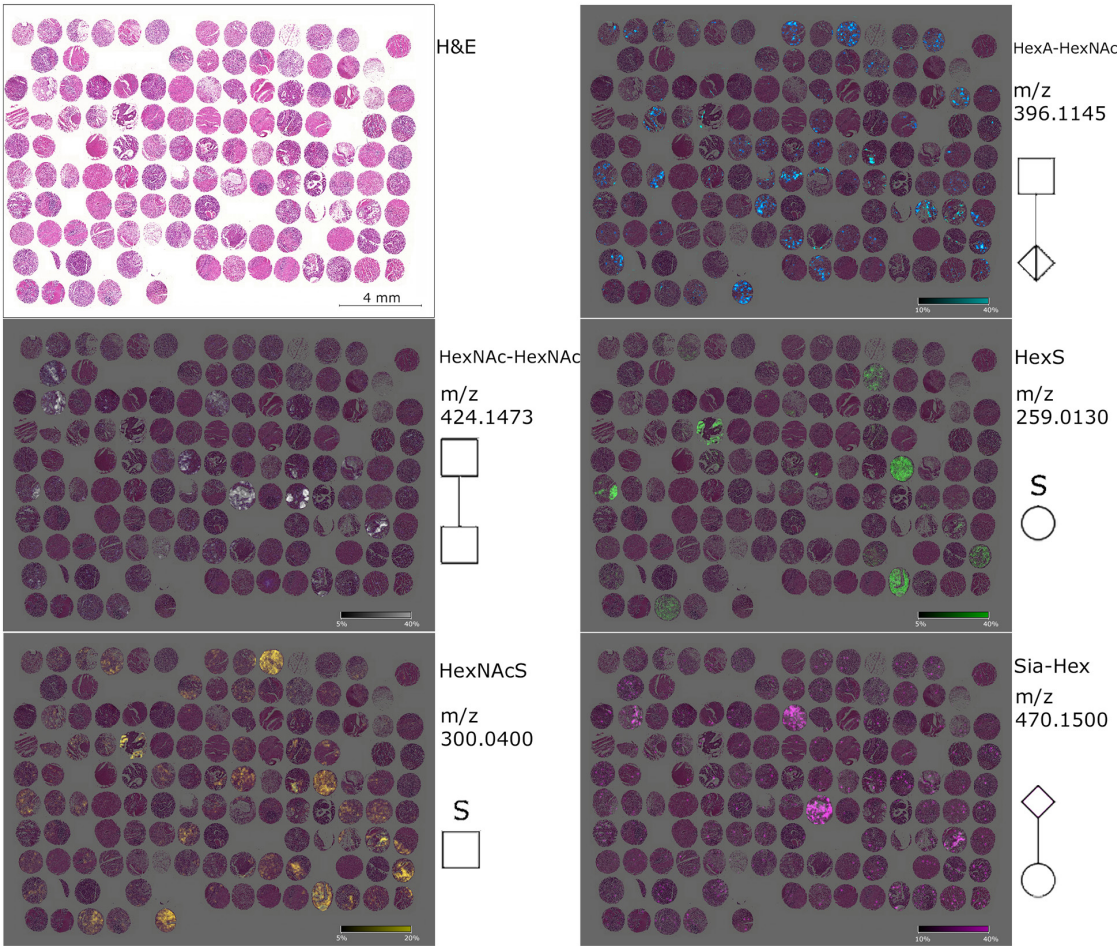 H&E
4 mm
HexA-HexNAc
m/z
396.1145
10% 40%
HexNAc-HexNAc
m/z
424.1473
5% 40%
HexS
m/z
259.0130
S
5% 40%
HexNAcS
m/z
300.0400
S
5% 20%
Sia-Hex
m/z
470.1500
10% 40%